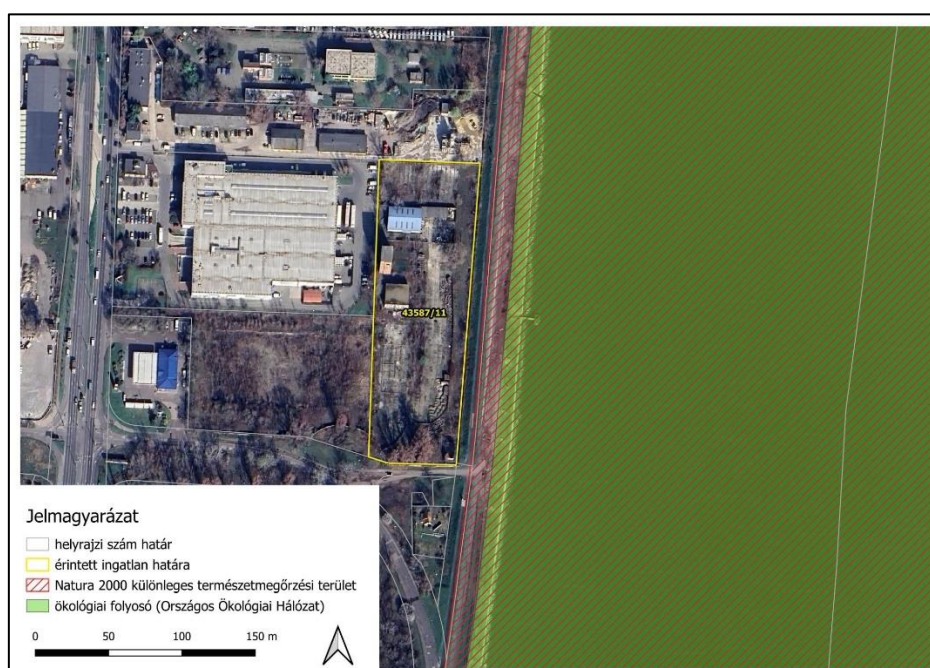 43587/11
Jelmagyarázat
helyrajzi szám határ
érintett ingatlan határa
Natura 2000 különleges természetmegőrzési terület
ökológiai folyosó (Országos Ökológiai Hálózat)
0 50 100 150 m